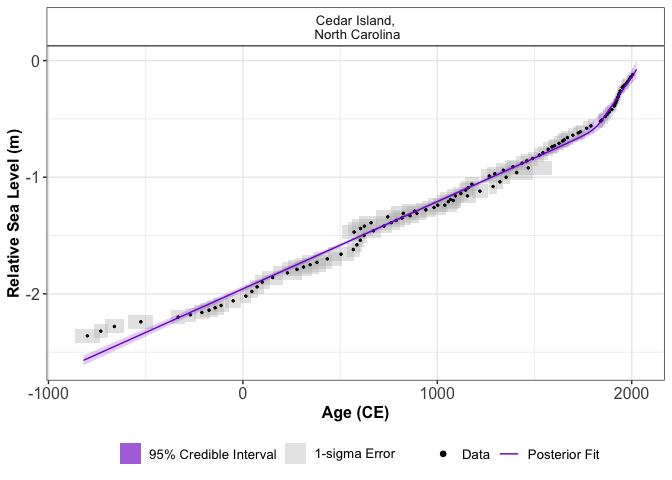 Cedar Island,
North Carolina
Relative Sea Level (m)
0
-1
-2
-1000
0
1000
2000
Age (CE)
95% Credible Interval
1-sigma Error
Data
Posterior Fit